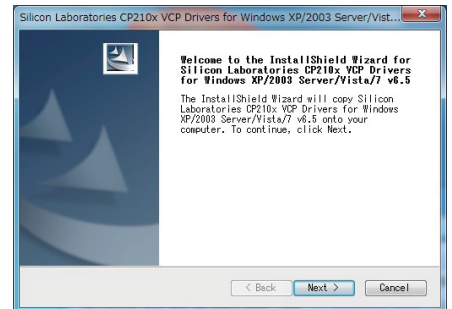 Silicon Laboratories CP210x VCP Drivers for Windows XP/2003 Server/Vist...
Welcome to the InstallShield Wizard for
Silicon Laboratories CP210x VCP Drivers
for Windows XP/2003 Server/Vista/7 v6.5
The InstallShield Wizard will copy Silicon
Laboratories CP210x VCP Drivers for Windows
XP/2003 Server/Vista/7 v6.5 onto your
computer. To continue, click Next.
< Back Next > Cancel